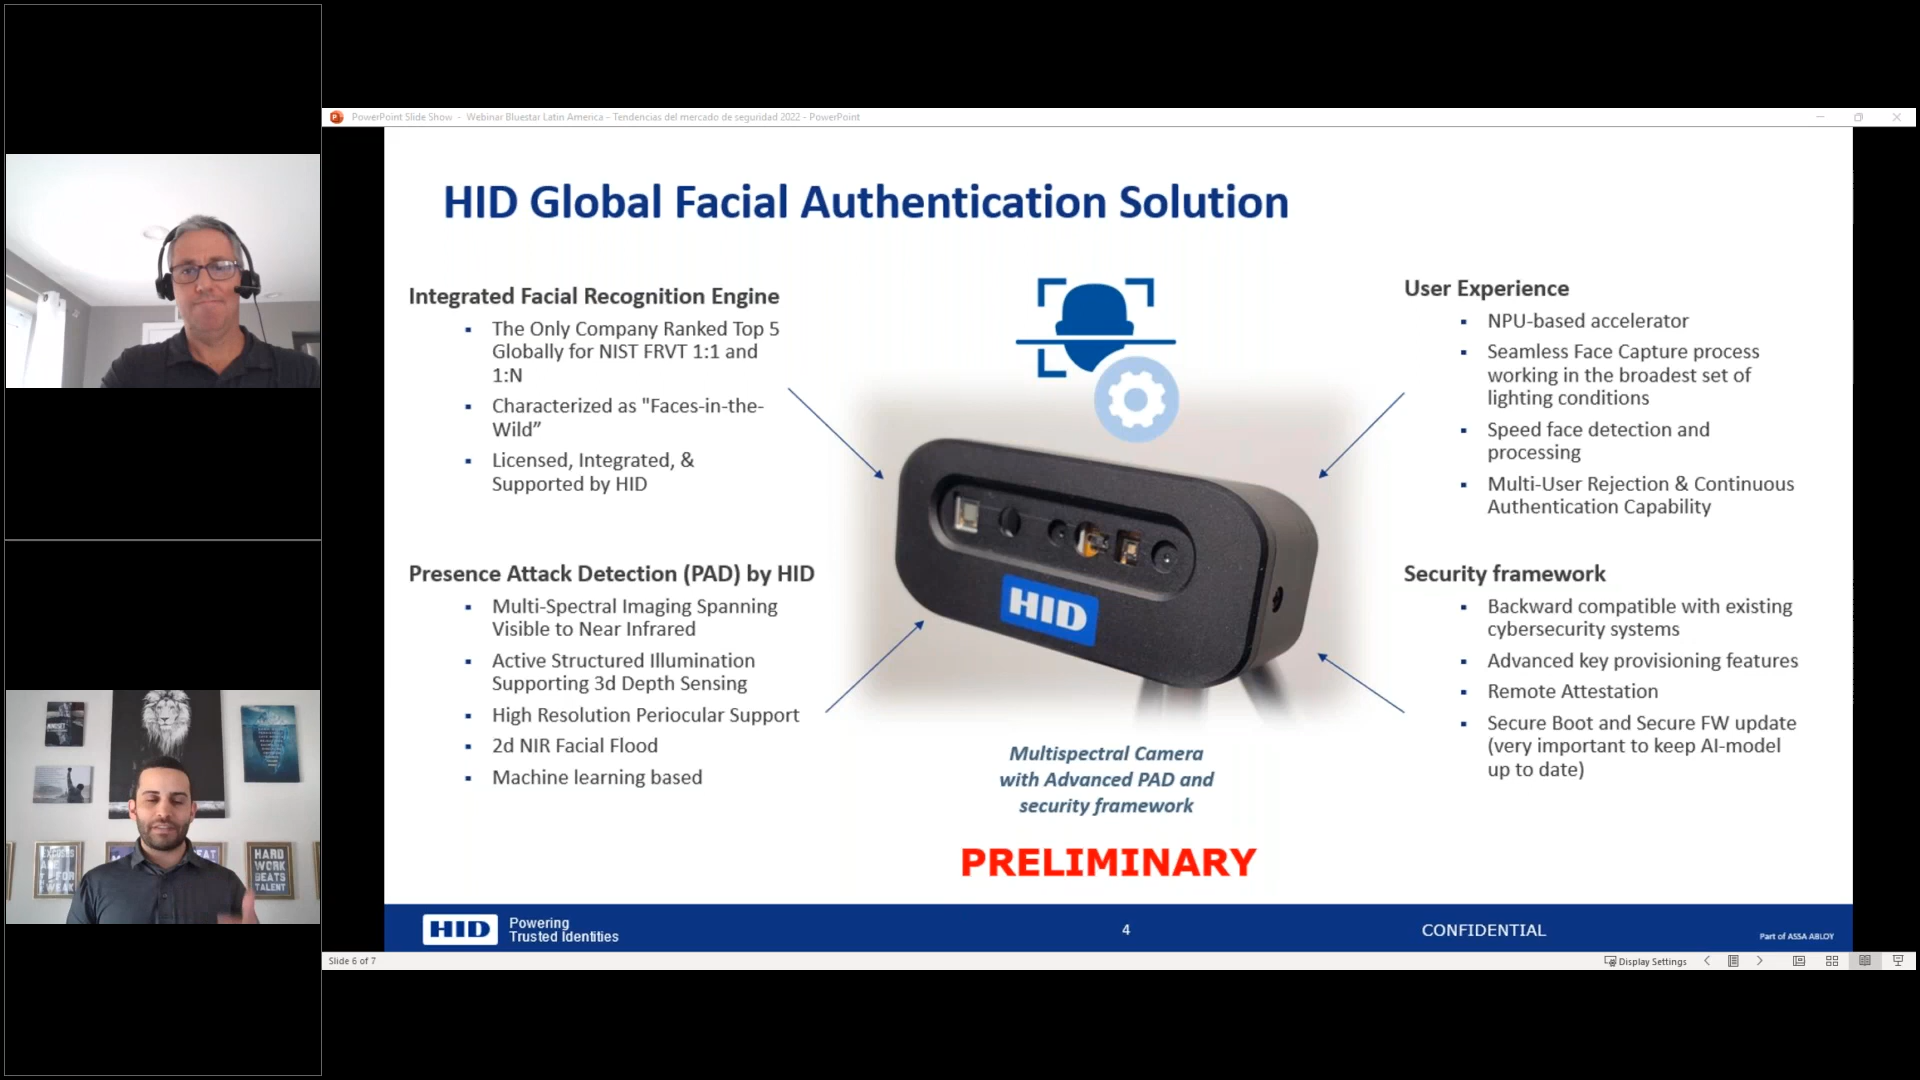 PowerPoint Slide Show - Webinar Bluestar Latin America - Tendencias del mercado de seguridad 2022 - PowerPoint
HID Global Facial Authentication Solution
Integrated Facial Recognition Engine
The Only Company Ranked Top 5
Globally for NIST FRVT 1:1 and
1:N
Characterized as "Faces-in-the-
Wild”
Licensed, Integrated, &
Supported by HID
Presence Attack Detection (PAD) by HID
Multi-Spectral Imaging Spanning
Visible to Near Infrared
Active Structured Illumination
Supporting 3d Depth Sensing
High Resolution Periocular Support
2d NIR Facial Flood
Machine learning based
HID
Multispectral Camera
with Advanced PAD and
security framework
PRELIMINARY
User Experience
NPU-based accelerator
Seamless Face Capture process
working in the broadest set of
lighting conditions
Speed face detection and
processing
Multi-User Rejection & Continuous
Authentication Capability
Security framework
Backward compatible with existing
cybersecurity systems
Advanced key provisioning features
Remote Attestation
Secure Boot and Secure FW update
(very important to keep AI-model
up to date)
HID
Powering
Trusted Identities
4
CONFIDENTIAL
Part of ASSA ABLOY
Slide 6 of 7
Display Settings
HARD
WORK
BEATS
TALENT